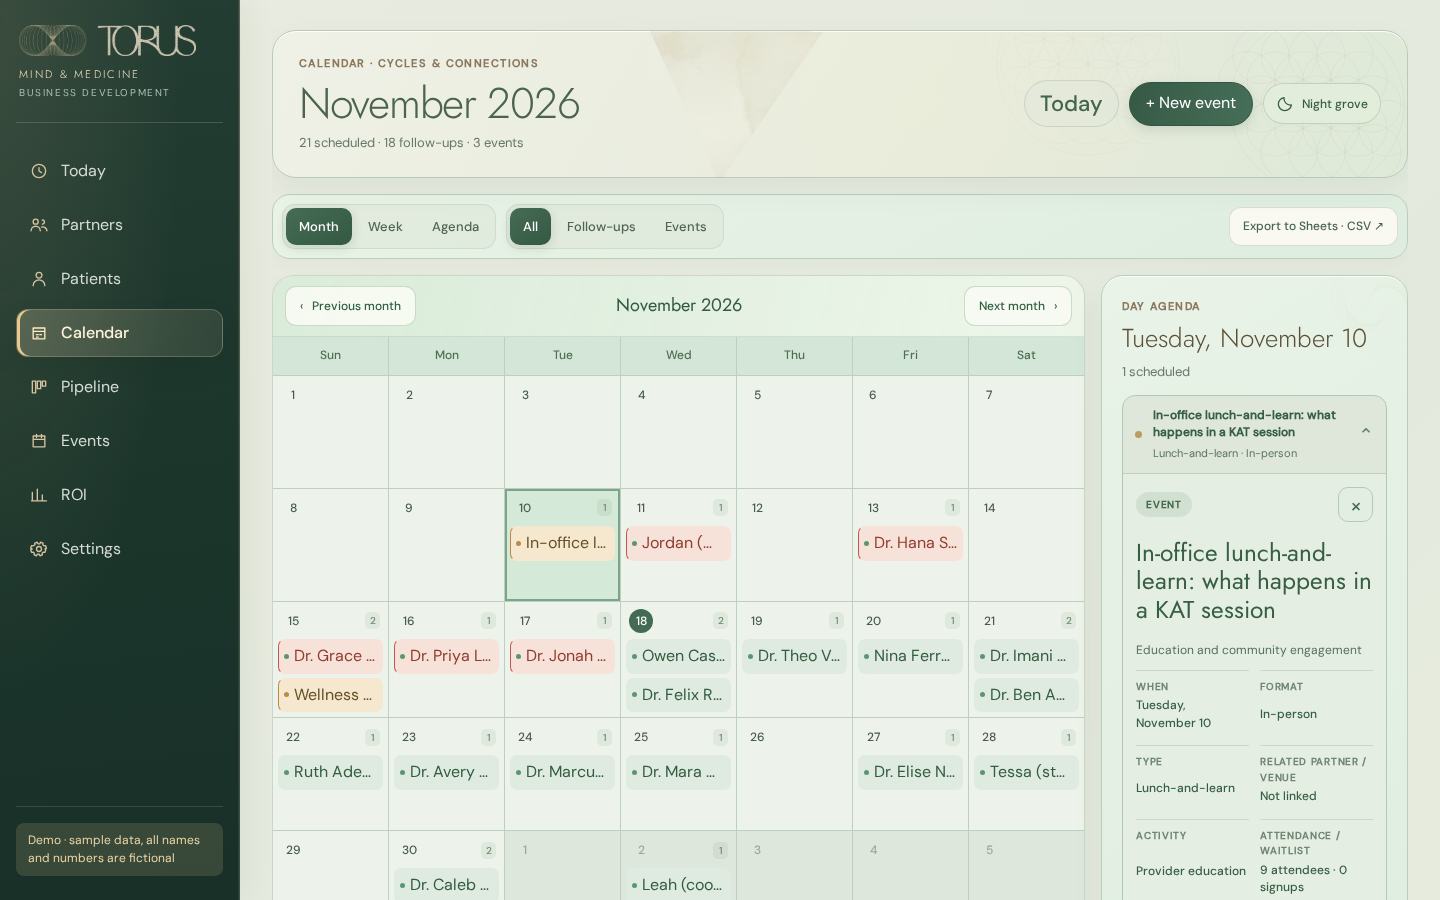 TORUS
MIND & MEDICINE
BUSINESS DEVELOPMENT
Today
Partners
Patients
Calendar
Pipeline
Events
ROI
Settings
Demo · sample data, all names
and numbers are fictional
CALENDAR · CYCLES & CONNECTIONS
November 2026
21 scheduled · 18 follow-ups · 3 events
Today
+ New event
Night grove
Month Week Agenda
All Follow-ups Events
Export to Sheets · CSV ↗
‹ Previous month
November 2026
Next month ›
Sun Mon Tue Wed Thu Fri Sat
1 2 3 4 5 6 7
8 9 10 1 11 1 12 13 1 14
In-office l... Jordan (... Dr. Hana S...
15 2 16 1 17 1 18 2 19 1 20 1 21 2
Dr. Grace ... Dr. Priya L... Dr. Jonah ... Owen Cas... Dr. Theo V... Nina Ferr... Dr. Imani ...
Wellness ... Dr. Felix R... Dr. Ben A...
22 1 23 1 24 1 25 1 26 27 1 28 1
Ruth Ade... Dr. Avery ... Dr. Marcu... Dr. Mara ... Dr. Elise N... Tessa (st...
29 30 2 1 2 1 3 4 5
Dr. Caleb ... Leah (coo...
DAY AGENDA
Tuesday, November 10
1 scheduled
In-office lunch-and-learn: what
happens in a KAT session
Lunch-and-learn · In-person
EVENT
×
In-office lunch-and-
learn: what happens in
a KAT session
Education and community engagement
WHEN
Tuesday,
November 10
FORMAT
In-person
TYPE
Lunch-and-learn
RELATED PARTNER /
VENUE
Not linked
ACTIVITY
Provider education
ATTENDANCE /
WAITLIST
9 attendees · 0
signups